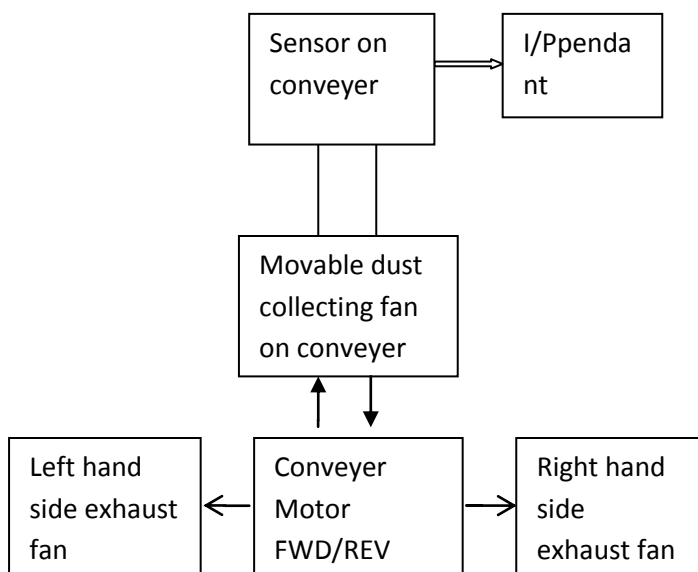 Sensor on
conveyer
I/Ppenda
nt
Movable dust
collecting fan
on conveyer
Left hand
side exhaust
fan
Conveyer
Motor
FWD/REV
Right hand
side
exhaust fan